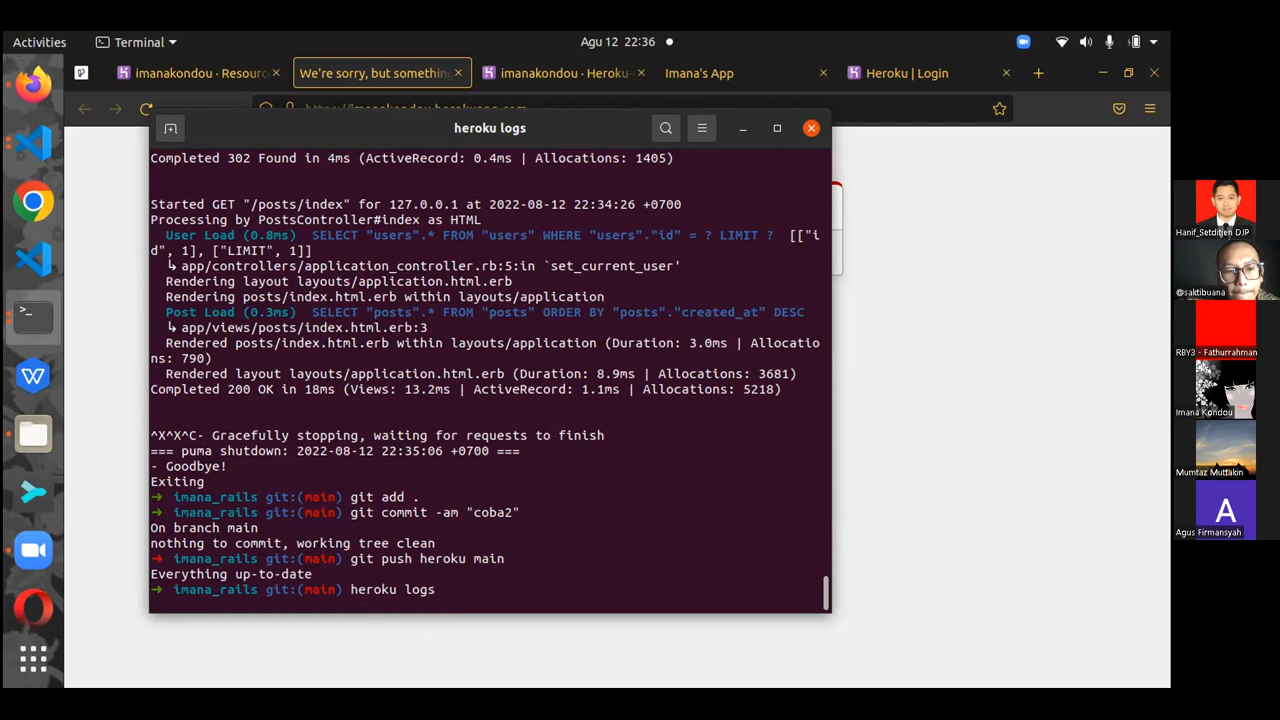 Activities
Terminal
Agu 12 22:36
imanakondou · Resourc
We're sorry, but somethin
imanakondou · Heroku-
Imana's App
Heroku | Login
heroku logs
Completed 302 Found in 4ms (ActiveRecord: 0.4ms | Allocations: 1405)
Started GET "/posts/index" for 127.0.0.1 at 2022-08-12 22:34:26 +0700
Processing by PostsController#index as HTML
User Load (0.8ms)  SELECT "users".* FROM "users" WHERE "users"."id" = ? LIMIT ?  [["i
d", 1], ["LIMIT", 1]]
↳ app/controllers/application_controller.rb:5:in `set_current_user'
Rendering layout layouts/application.html.erb
Rendering posts/index.html.erb within layouts/application
Post Load (0.3ms)  SELECT "posts".* FROM "posts" ORDER BY "posts"."created_at" DESC
↳ app/views/posts/index.html.erb:3
Rendered posts/index.html.erb within layouts/application (Duration: 3.0ms | Allocatio
ns: 790)
Rendered layout layouts/application.html.erb (Duration: 8.9ms | Allocations: 3681)
Completed 200 OK in 18ms (Views: 13.2ms | ActiveRecord: 1.1ms | Allocations: 5218)
^X^X^C- Gracefully stopping, waiting for requests to finish
=== puma shutdown: 2022-08-12 22:35:06 +0700 ===
- Goodbye!
Exiting
➜ imana_rails git:(main) git add .
➜ imana_rails git:(main) git commit -am "coba2"
On branch main
nothing to commit, working tree clean
➜ imana_rails git:(main) git push heroku main
Everything up-to-date
➜ imana_rails git:(main) heroku logs
Hanif_Setditjen DJP
@saktibuana
RBY3 - Fathurrahman
Imana Kondou
Mumtaz Muttakin
A
Agus Firmansyah